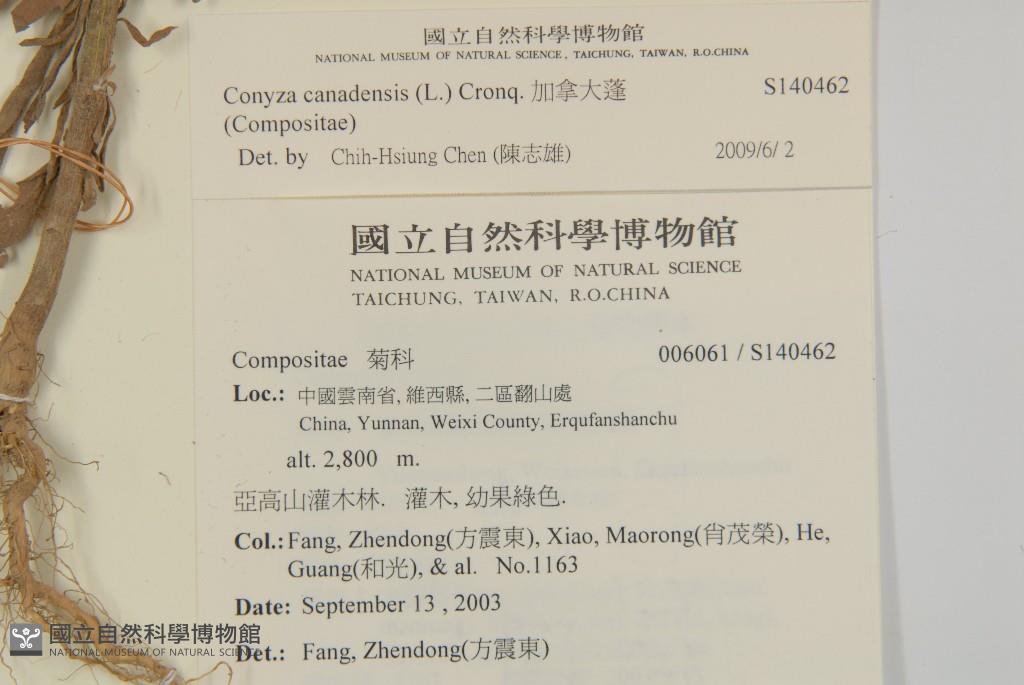 國立自然科學博物館
NATIONAL MUSEUM OF NATURAL SCIENCE, TAICHUNG, TAIWAN, R.O.CHINA
Conyza canadensis (L.) Cronq. 加拿大蓬 S140462
(Compositae)
Det. by Chih-Hsiung Chen (陳志雄) 2009/6/ 2
國立自然科學博物館
NATIONAL MUSEUM OF NATURAL SCIENCE
TAICHUNG, TAIWAN, R.O.CHINA
Compositae 菊科 006061 / S140462
Loc.: 中國雲南省, 維西縣, 二區翻山處
China, Yunnan, Weixi County, Erqufanshanchu
alt. 2,800 m.
亞高山灌木林. 灌木, 幼果綠色.
Col.: Fang, Zhendong(方震東), Xiao, Maorong(肖茂榮), He,
Guang(和光), & al. No.1163
Date: September 13 , 2003
Det.: Fang, Zhendong(方震東)
國立自然科學博物館
NATIONAL MUSEUM OF NATURAL SCIENCE